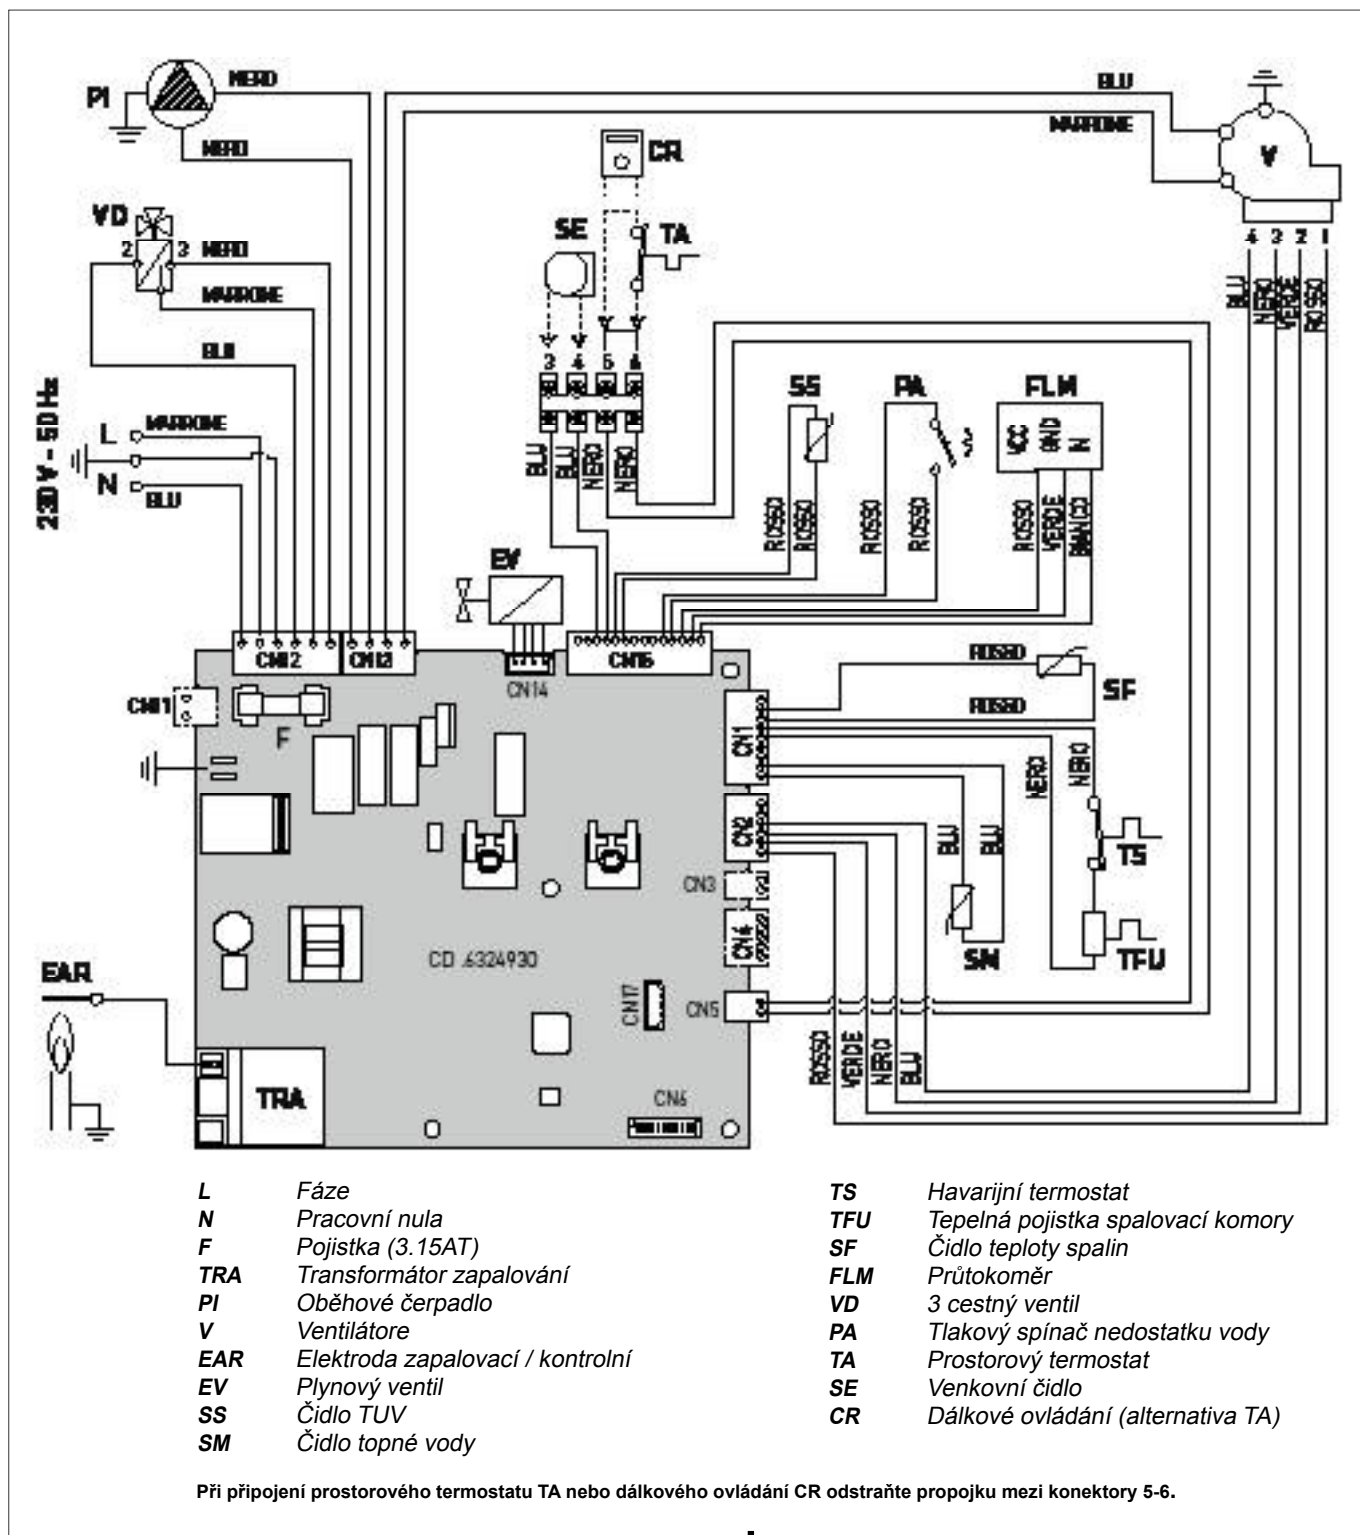 PI
NERO
NERO
BLU
MARRONE
V
4 3 2 1
BLU
NERO
VERDE
ROSSO
CR
SE
TA
VD
2
3
NERO
MARRONE
BLU
230 V - 50 Hz
L
MARRONE
N
BLU
3 4 5 6
BLU
BLU
NERO
NERO
SS
PA
FLM
VCC
GND
IN
ROSSO
ROSSO
ROSSO
ROSSO
ROSSO
VERDE
BIANCO
EV
CN12
CN13
CN14
CN15
CN11
F
ROSSO
ROSSO
SF
CN1
NERO
NERO
CN2
BLU
BLU
TS
CN3
CN4
SM
TFU
CD .6324930
EAR
CN17
CN5
ROSSO
VERDE
NERO
BLU
TRA
CN6
L Fáze
N Pracovní nula
F Pojistka (3.15AT)
TRA Transformátor zapalování
PI Oběhové čerpadlo
V Ventilátore
EAR Elektroda zapalovací / kontrolní
EV Plynový ventil
SS Čidlo TUV
SM Čidlo topné vody
TS Havarijní termostat
TFU Tepelná pojistka spalovací komory
SF Čidlo teploty spalin
FLM Průtokoměr
VD 3 cestný ventil
PA Tlakový spínač nedostatku vody
TA Prostorový termostat
SE Venkovní čidlo
CR Dálkové ovládání (alternativa TA)
Při připojení prostorového termostatu TA nebo dálkového ovládání CR odstraňte propojku mezi konektory 5-6.